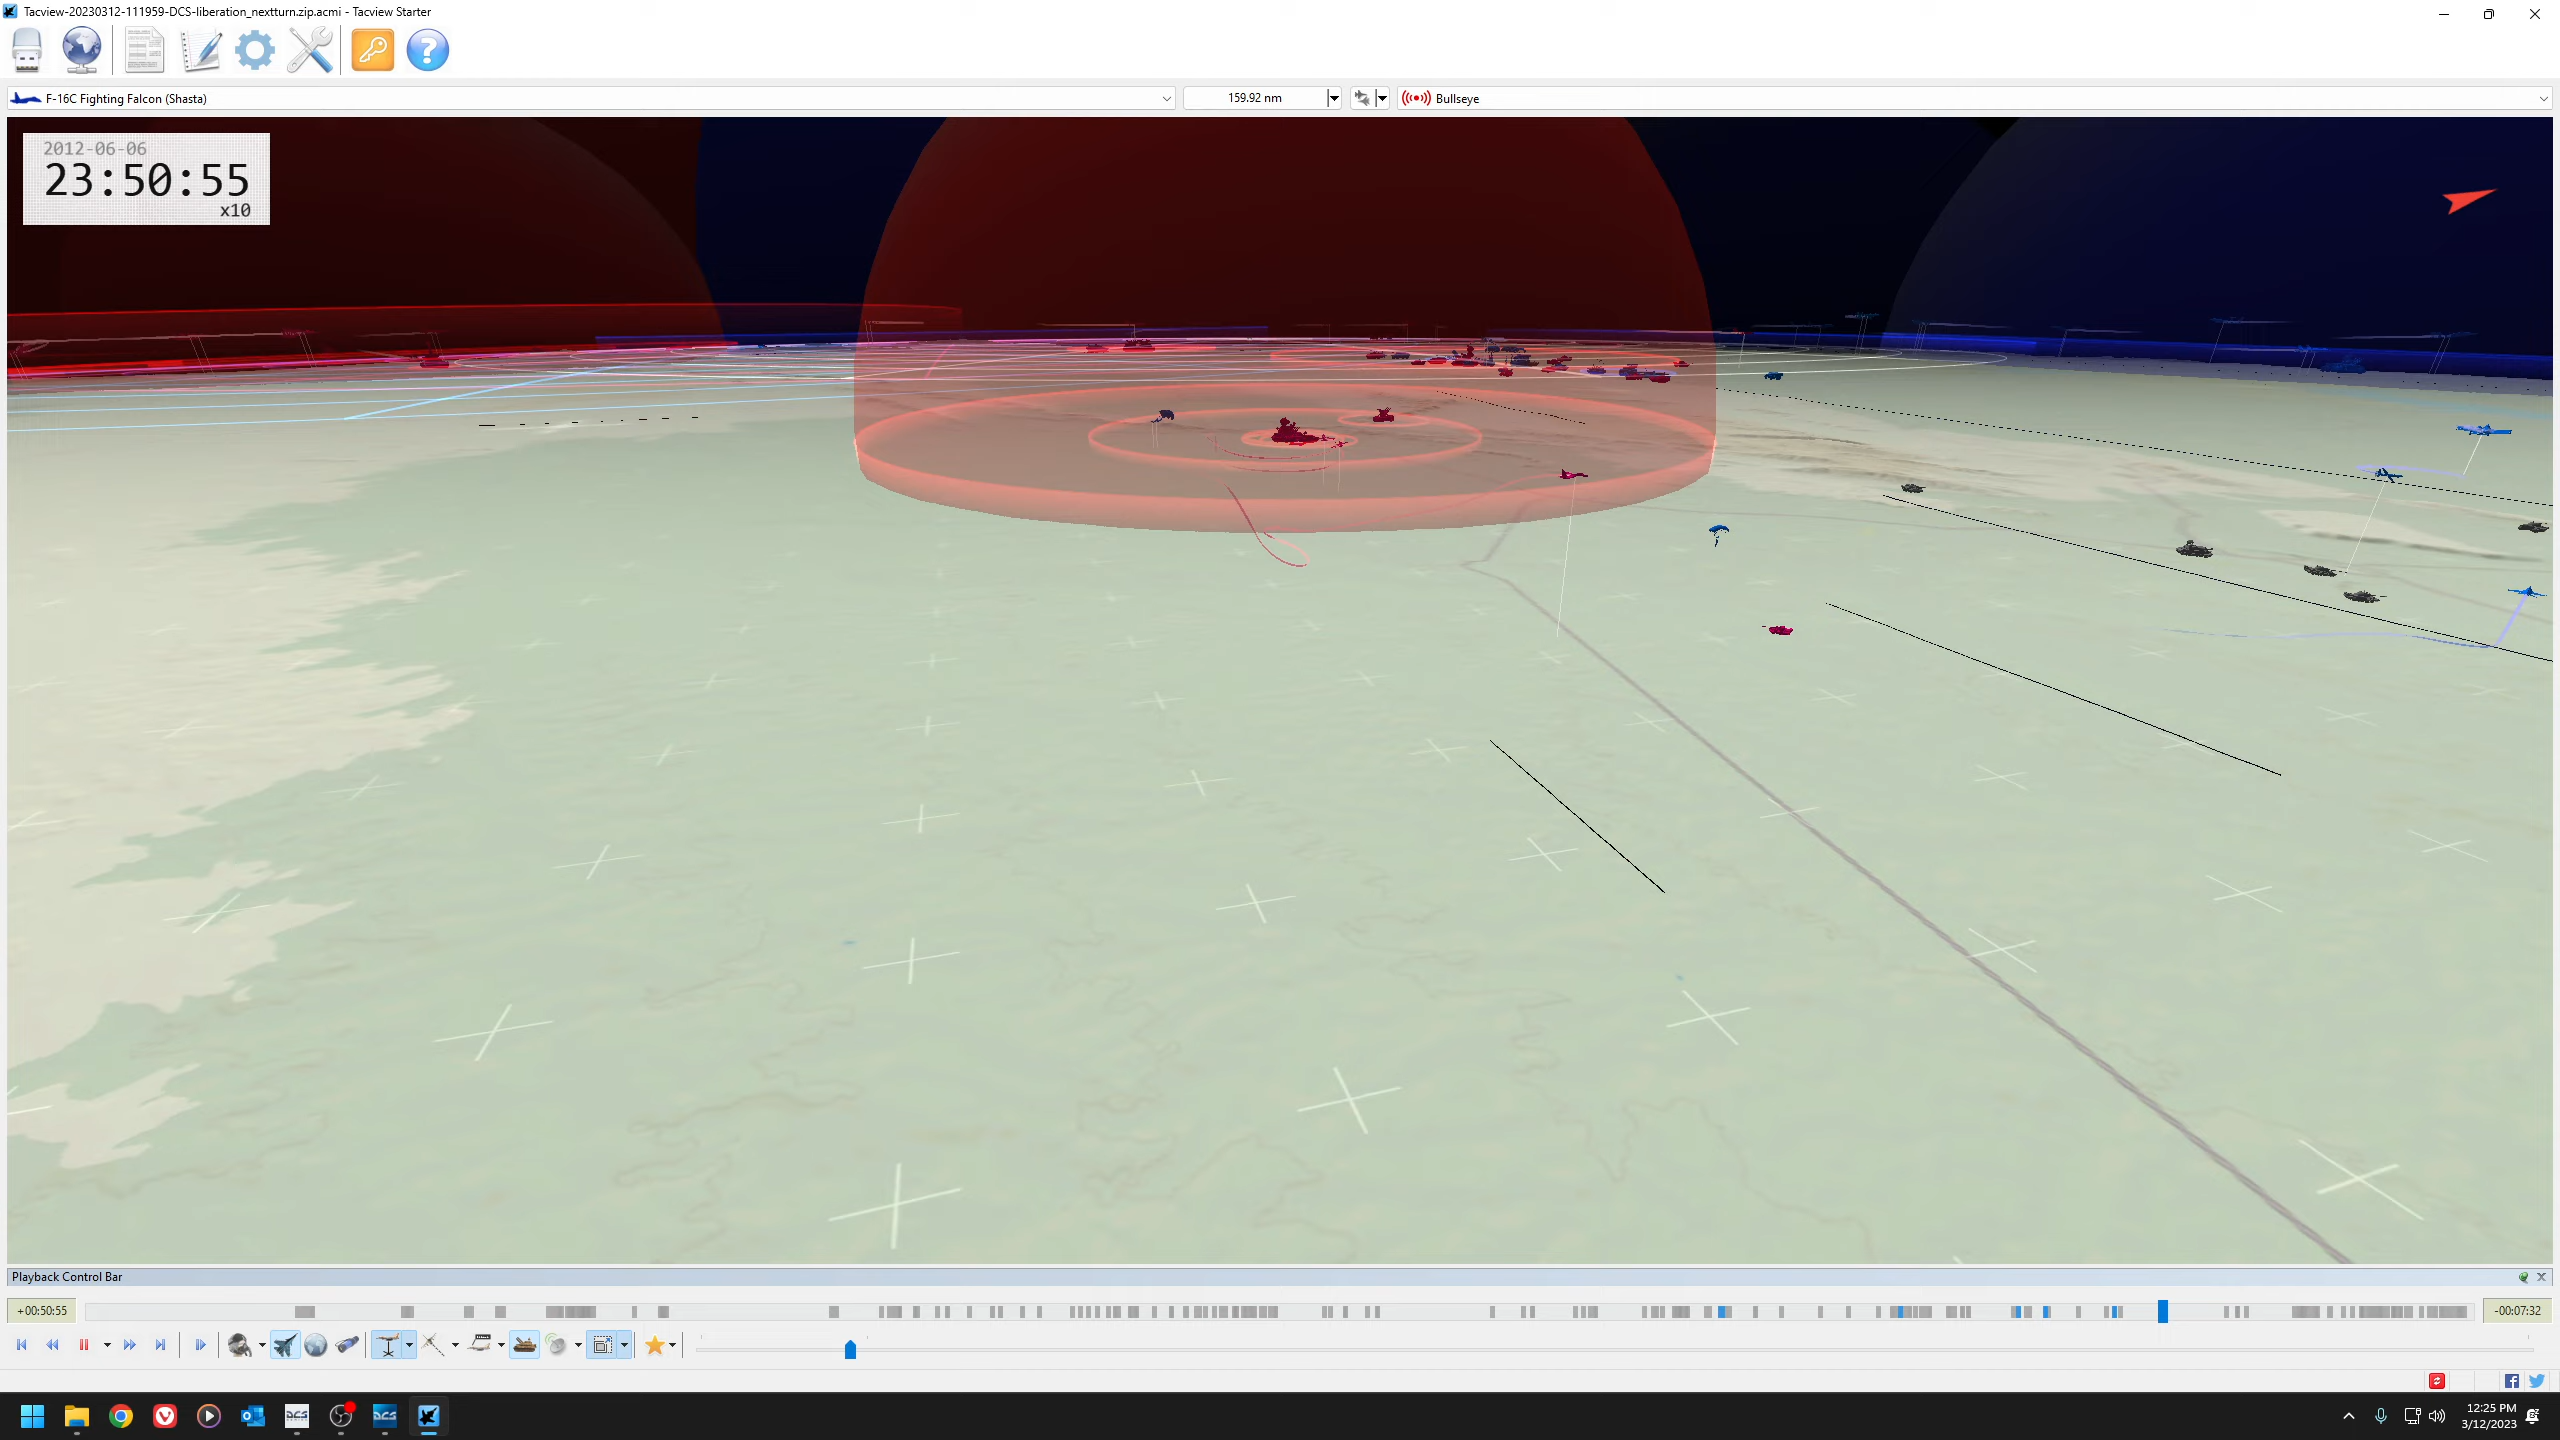 Tacview-20230312-111959-DCS-liberation_nextturn.zip.acmi - Tacview Starter
F-16C Fighting Falcon (Shasta)
159.92 nm
Bullseye
2012-06-06
23:50:55
x10
Playback Control Bar
+00:50:55
-00:07:32
DCS
DCS
12:25 PM
3/12/2023